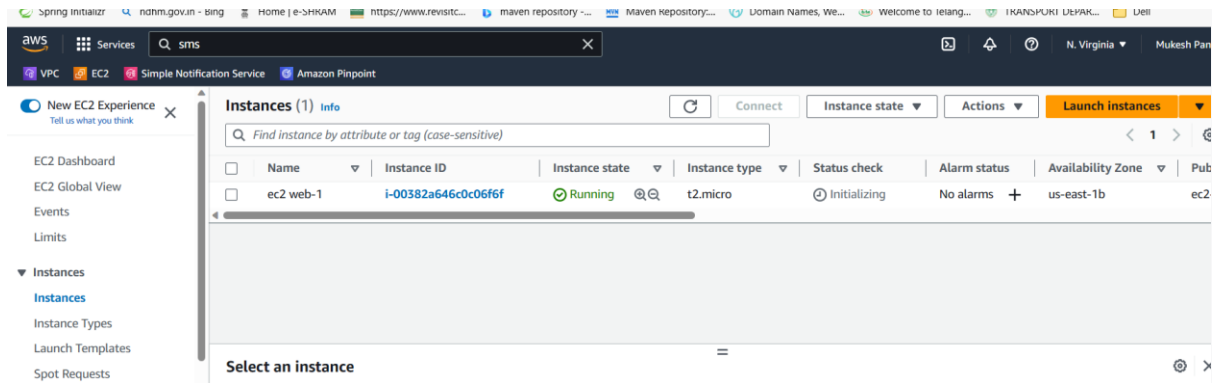 Spring Initializr ndhm.gov.in - Bing Home | e-SHRAM https://www.revisitc... maven repository -... MVN Maven Repository:... Domain Names, We... Welcome to Telang... TRANSPORT DEPAR... Dell
aws Services sms N. Virginia ▼ Mukesh Pan
VPC EC2 Simple Notification Service Amazon Pinpoint
New EC2 Experience
Tell us what you think
Instances (1) Info Connect Instance state ▼ Actions ▼ Launch instances ▼
Find instance by attribute or tag (case-sensitive) < 1 >
Name Instance ID Instance state Instance type Status check Alarm status Availability Zone Pub
ec2 web-1 i-00382a646c0c06f6f Running t2.micro Initializing No alarms + us-east-1b ec2-
EC2 Dashboard
EC2 Global View
Events
Limits
▼ Instances
Instances
Instance Types
Launch Templates
Spot Requests
Select an instance